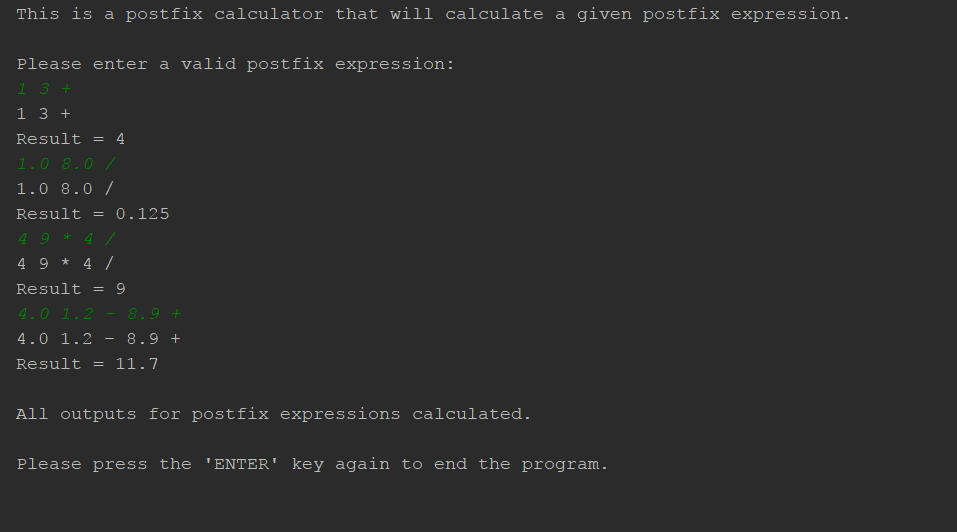 This is a postfix calculator that will calculate a given postfix expression.
Please enter a valid postfix expression:
1 3 +
1 3 +
Result = 4
1.0 8.0 /
1.0 8.0 /
Result = 0.125
4 9 * 4 /
4 9 * 4 /
Result = 9
4.0 1.2 - 8.9 +
4.0 1.2 - 8.9 +
Result = 11.7
All outputs for postfix expressions calculated.
Please press the 'ENTER' key again to end the program.